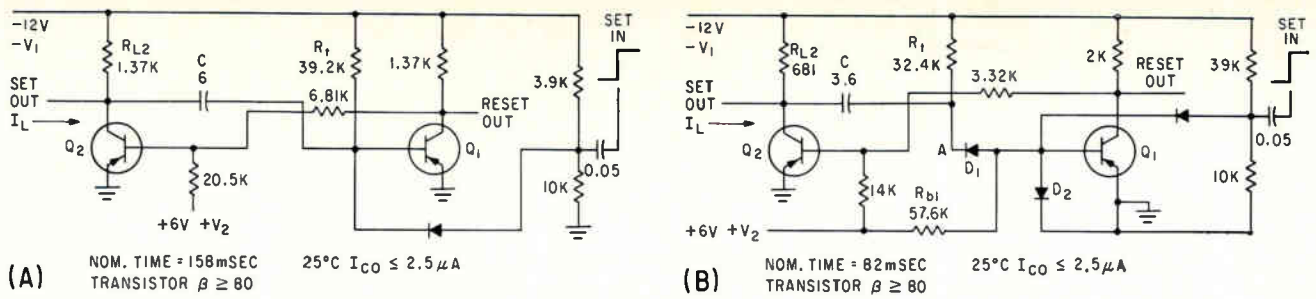 -12V
-V1
RL2
1.37K
C
6
Rt
39.2K
1.37K
3.9K
SET
IN
SET
OUT
IL
6.81K
RESET
OUT
Q2
Q1
0.05
20.5K
10K
+6V +V2
(A)
NOM. TIME = 158mSEC
TRANSISTOR β ≥ 80
25°C ICO ≤ 2.5μA
-12V
-V1
RL2
681
C
3.6
Rt
32.4K
3.32K
2K
RESET
OUT
39K
SET
IN
SET
OUT
IL
0.05
Q2
A
D1
Q1
14K
Rb1
57.6K
D2
10K
+6V +V2
(B)
NOM. TIME = 82mSEC
TRANSISTOR β ≥ 80
25°C ICO ≤ 2.5μA